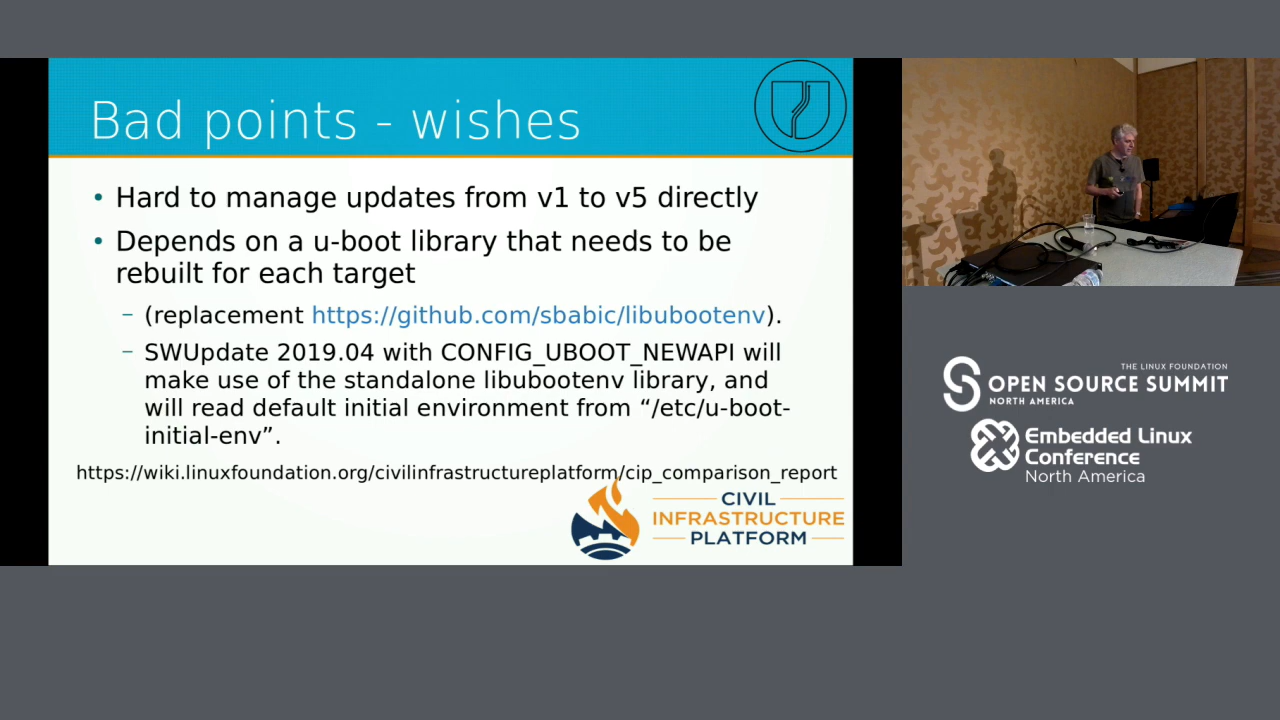 Bad points - wishes
• Hard to manage updates from v1 to v5 directly
• Depends on a u-boot library that needs to be
rebuilt for each target
– (replacement https://github.com/sbabic/libubootenv).
– SWUpdate 2019.04 with CONFIG_UBOOT_NEWAPI will
make use of the standalone libubootenv library, and
will read default initial environment from “/etc/u-boot-
initial-env”.
https://wiki.linuxfoundation.org/civilinfrastructureplatform/cip_comparison_report
CIVIL
INFRASTRUCTURE
PLATFORM
THE LINUX FOUNDATION
OPEN SOURCE SUMMIT
NORTH AMERICA
Embedded Linux
Conference
North America